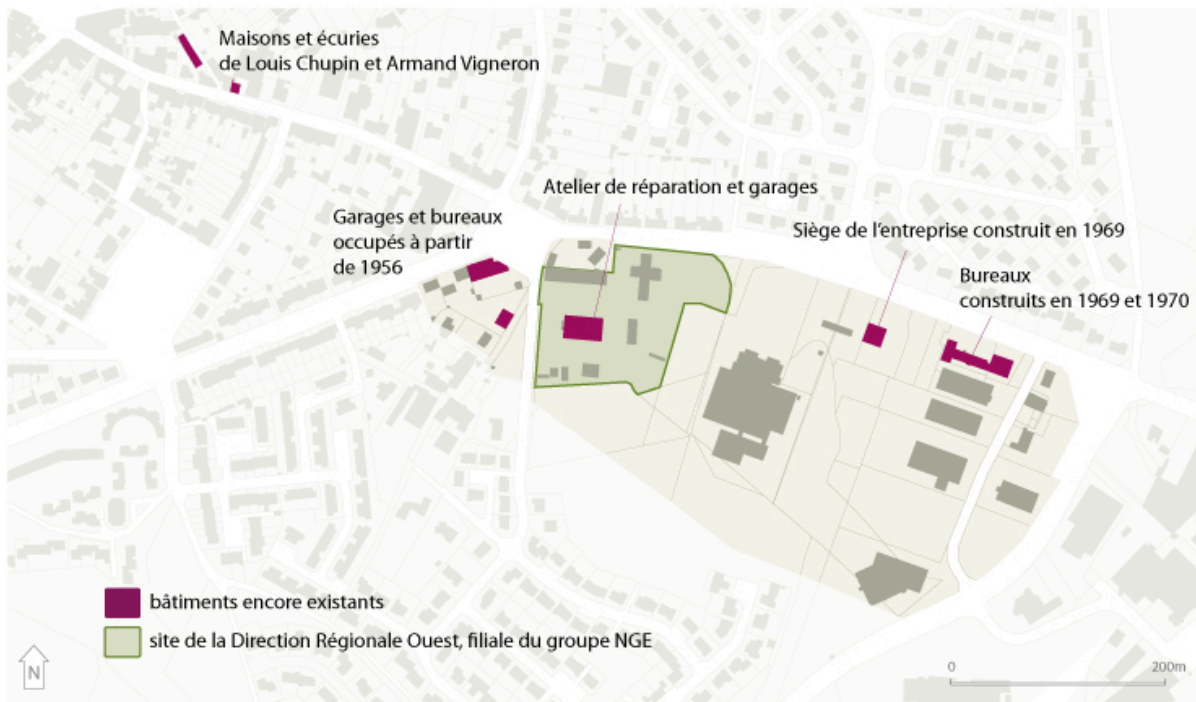 Maisons et écuries
de Louis Chupin et Armand Vigneron
Atelier de réparation et garages
Garages et bureaux
occupés à partir
de 1956
Siège de l'entreprise construit en 1969
Bureaux
construits en 1969 et 1970
bâtiments encore existants
site de la Direction Régionale Ouest, filiale du groupe NGE
N
0
200m